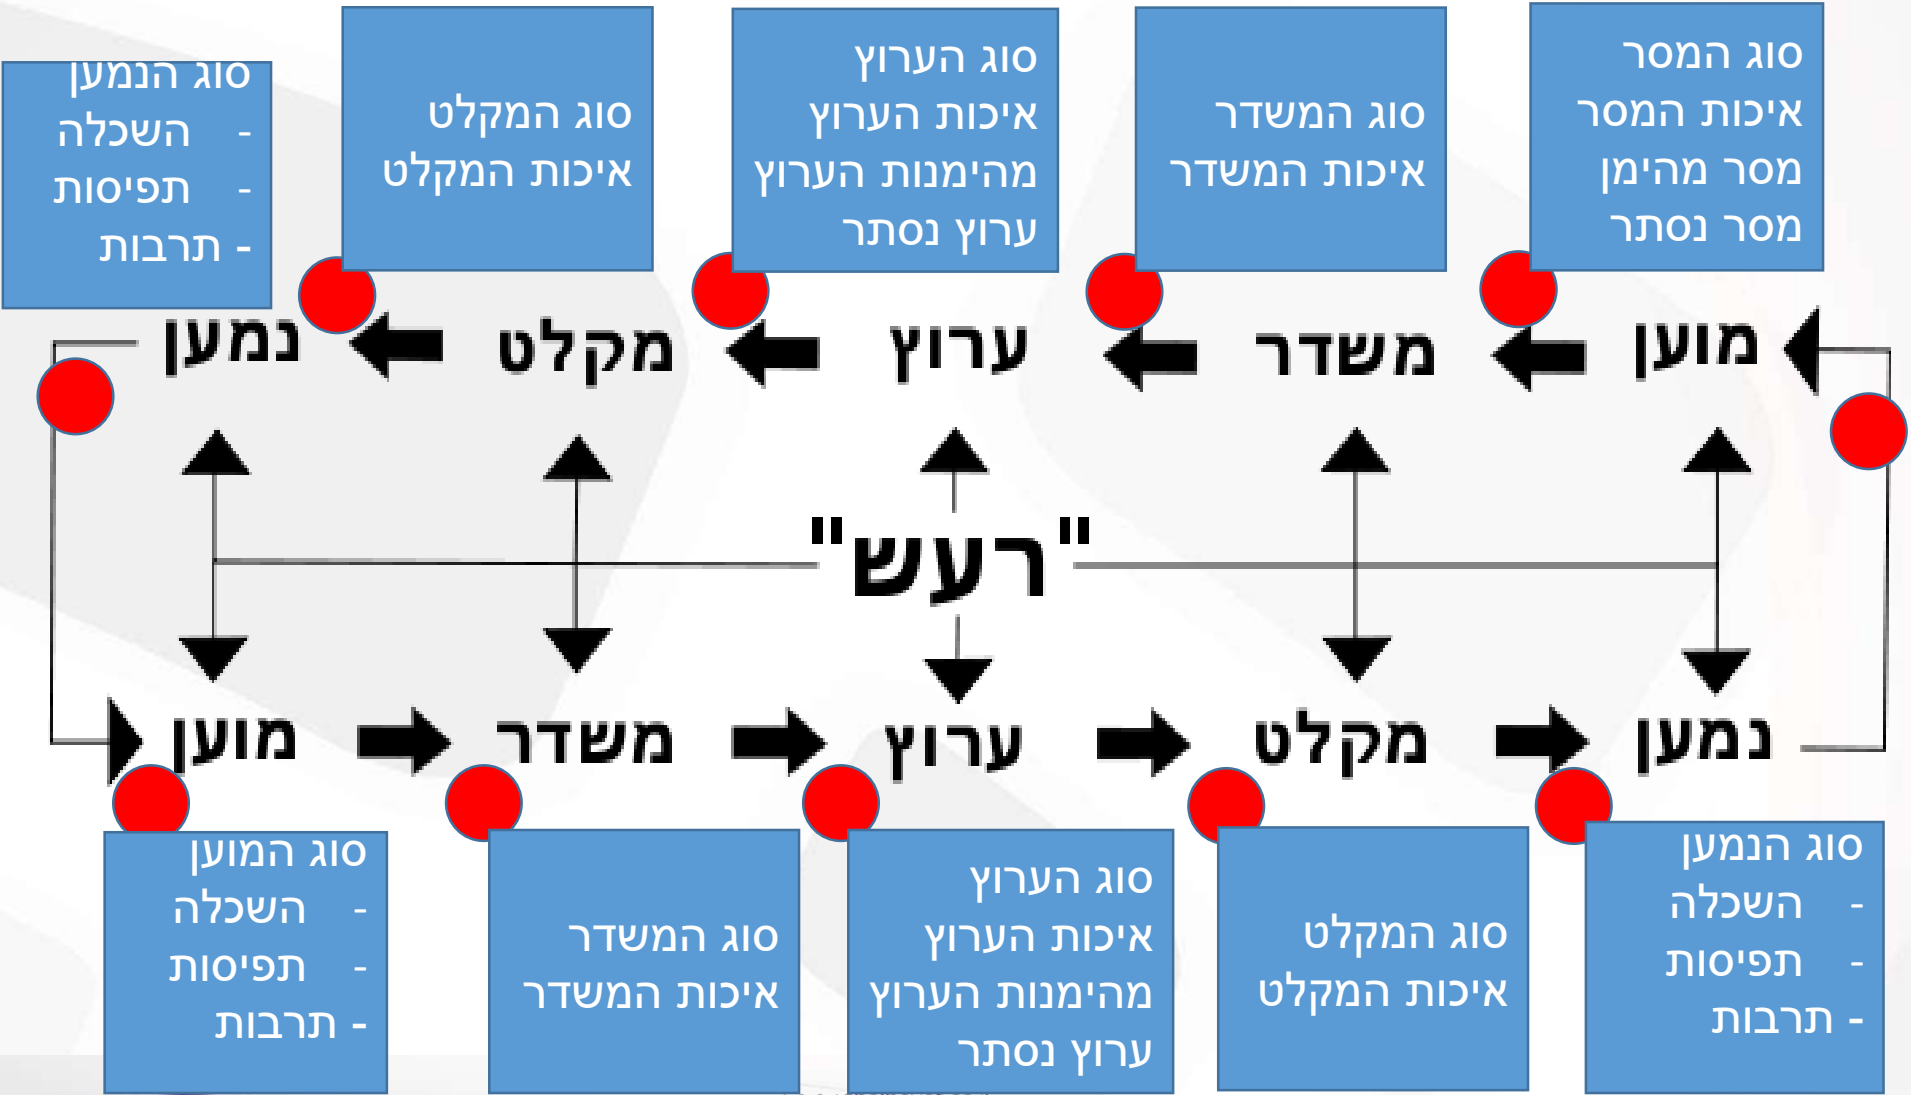 סוג המסר
איכות המסר
מסר מהימן
מסר נסתר
סוג המשדר
איכות המשדר
סוג הערוץ
איכות הערוץ
מהימנות הערוץ
ערוץ נסתר
סוג המקלט
איכות המקלט
סוג הנמען
- השכלה
- תפיסות
- תרבות
מוען
משדר
ערוץ
מקלט
נמען
"רעש"
מוען
משדר
ערוץ
מקלט
נמען
סוג המוען
- השכלה
- תפיסות
- תרבות
סוג המשדר
איכות המשדר
סוג הערוץ
איכות הערוץ
מהימנות הערוץ
ערוץ נסתר
סוג המקלט
איכות המקלט
סוג הנמען
- השכלה
- תפיסות
- תרבות